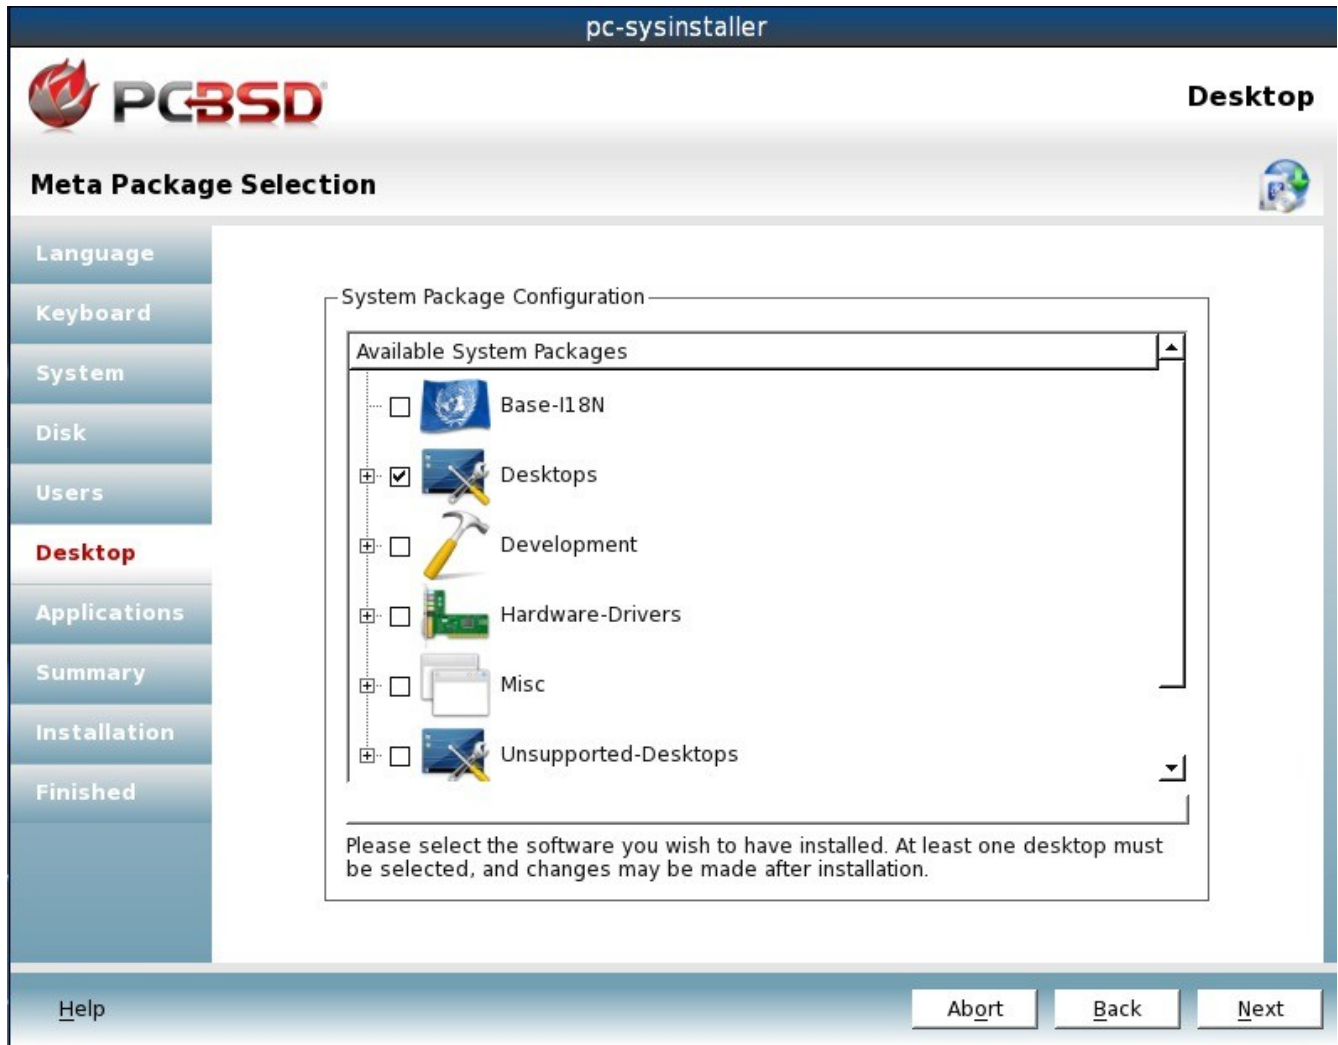 pc-sysinstaller
PCBSD
Desktop
Meta Package Selection
Language
Keyboard
System
Disk
Users
Desktop
Applications
Summary
Installation
Finished
System Package Configuration
Available System Packages
Base-I18N
Desktops
Development
Hardware-Drivers
Misc
Unsupported-Desktops
Please select the software you wish to have installed. At least one desktop must
be selected, and changes may be made after installation.
Help
Abort
Back
Next